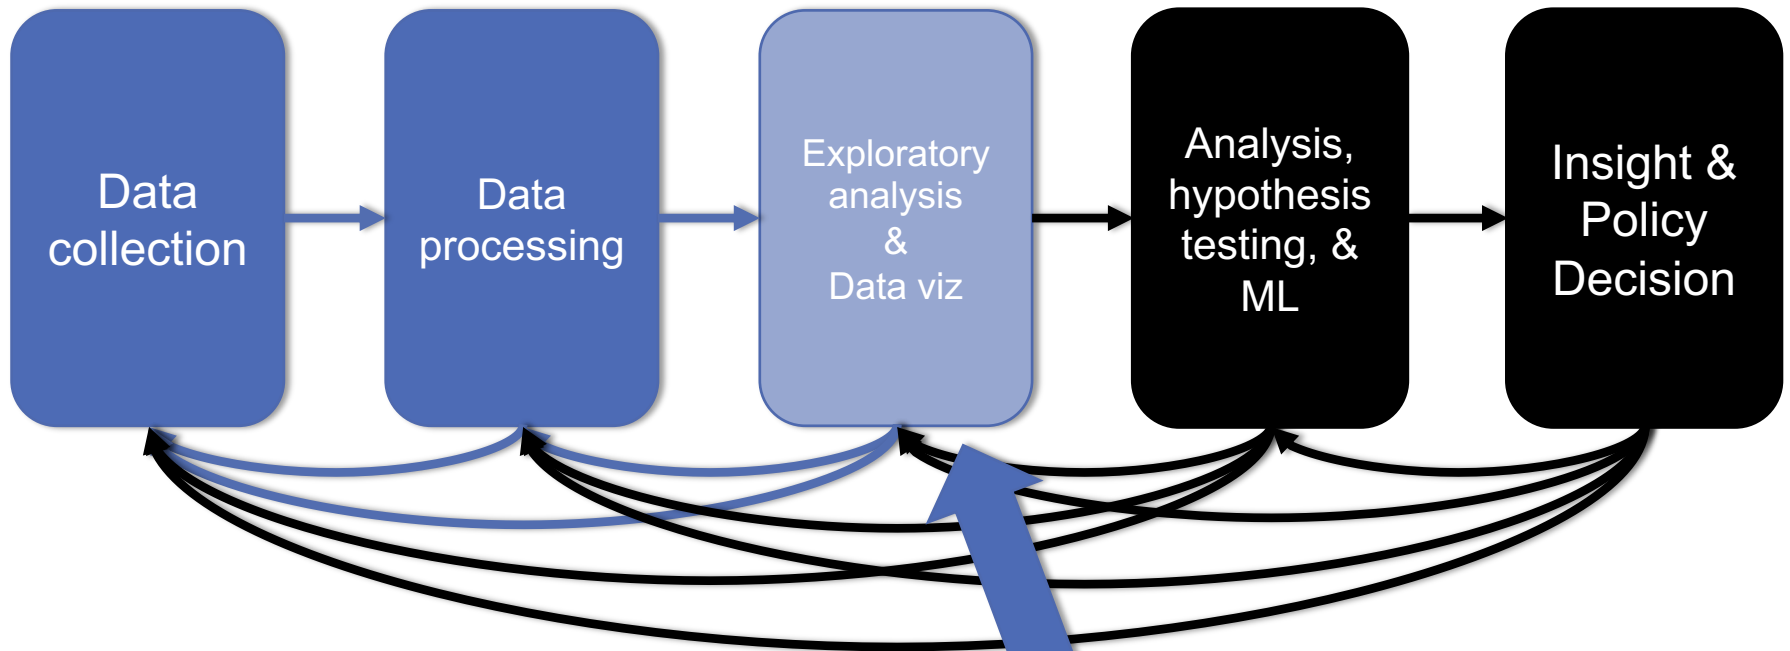 Data
collection
Data
processing
Exploratory
analysis
&
Data viz
Analysis,
hypothesis
testing, &
ML
Insight &
Policy
Decision